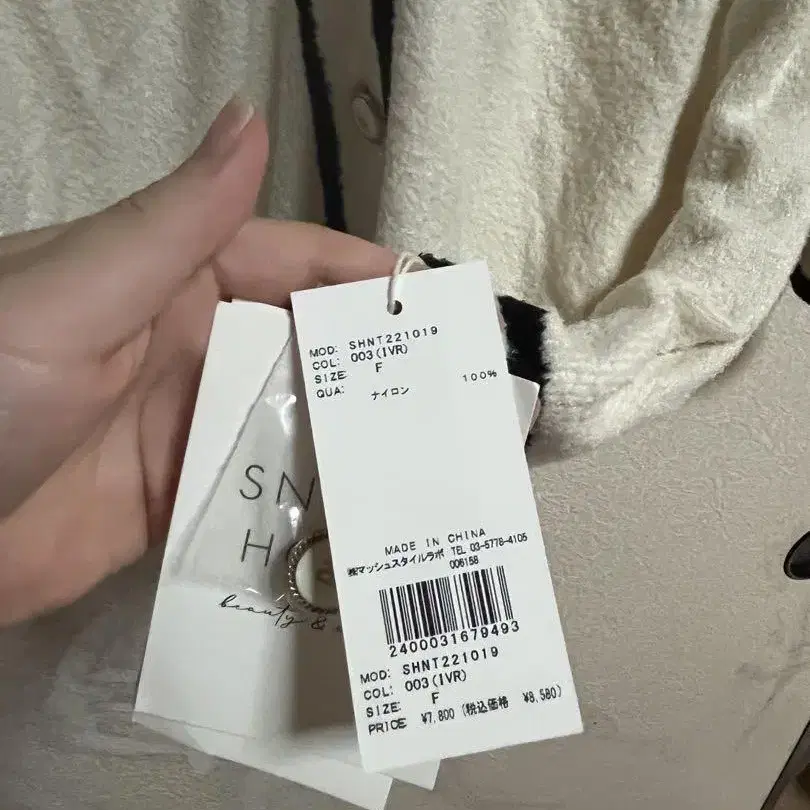 MOD: SHNT221019
COL: 003(IVR)
SIZE: F
QUA: ナイロン 100%
MADE IN CHINA
㈱マッシュスタイルラボ TEL 03-5778-4105
006158
2400031679493
MOD: SHNT221019
COL: 003(IVR)
SIZE: F
PRICE ¥7,800 (税込価格 ¥8,580)
SN
H
beauty &